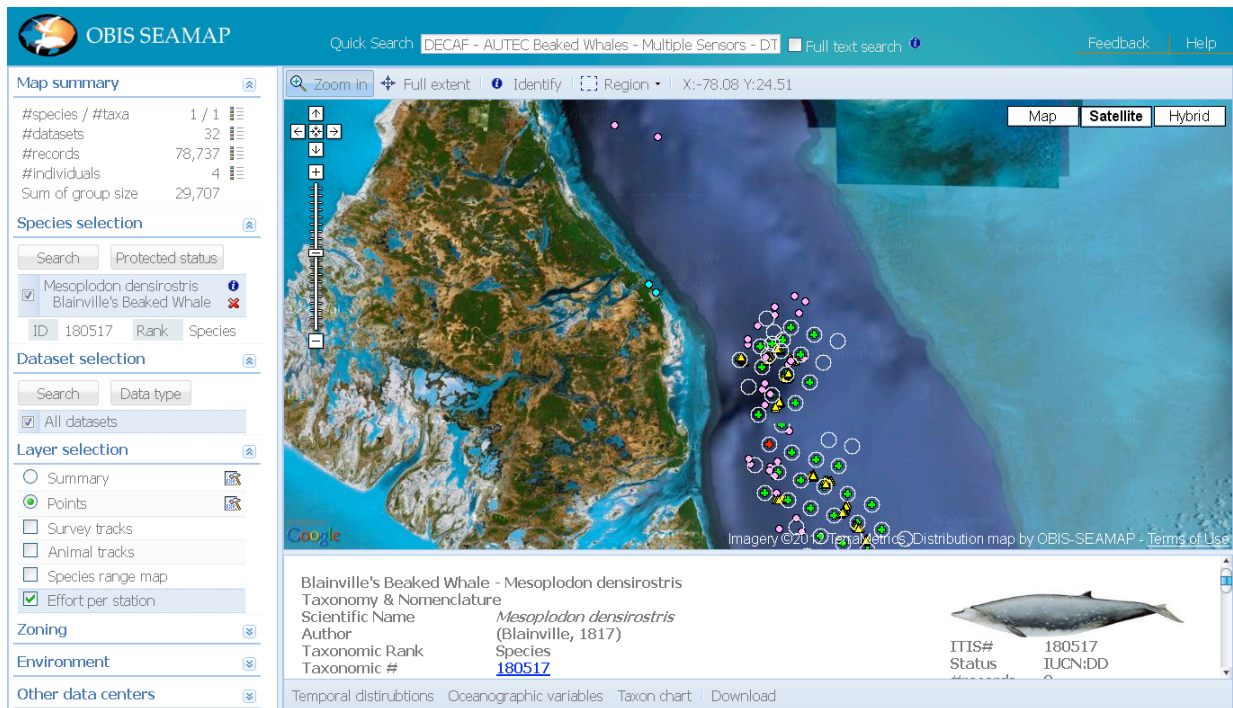 OBIS SEAMAP
Quick Search DECAF - AUTEC Beaked Whales - Multiple Sensors - DT Full text search
Feedback Help
Map summary
#species / #taxa 1 / 1
#datasets 32
#records 78,737
#individuals 4
Sum of group size 29,707
Species selection
Search Protected status
Mesoplodon densirostris
Blainville's Beaked Whale
ID 180517 Rank Species
Dataset selection
Search Data type
All datasets
Layer selection
Summary
Points
Survey tracks
Animal tracks
Species range map
Effort per station
Zoning
Environment
Other data centers
Zoom in Full extent Identify Region X:-78.08 Y:24.51
Map Satellite Hybrid
Google
Imagery ©2012 TerraMetrics, Distribution map by OBIS-SEAMAP - Terms of Use
Blainville's Beaked Whale - Mesoplodon densirostris
Taxonomy & Nomenclature
Scientific Name Mesoplodon densirostris
Author (Blainville, 1817)
Taxonomic Rank Species
Taxonomic # 180517
ITIS# 180517
Status IUCN:DD
Temporal distirubtions Oceanographic variables Taxon chart Download